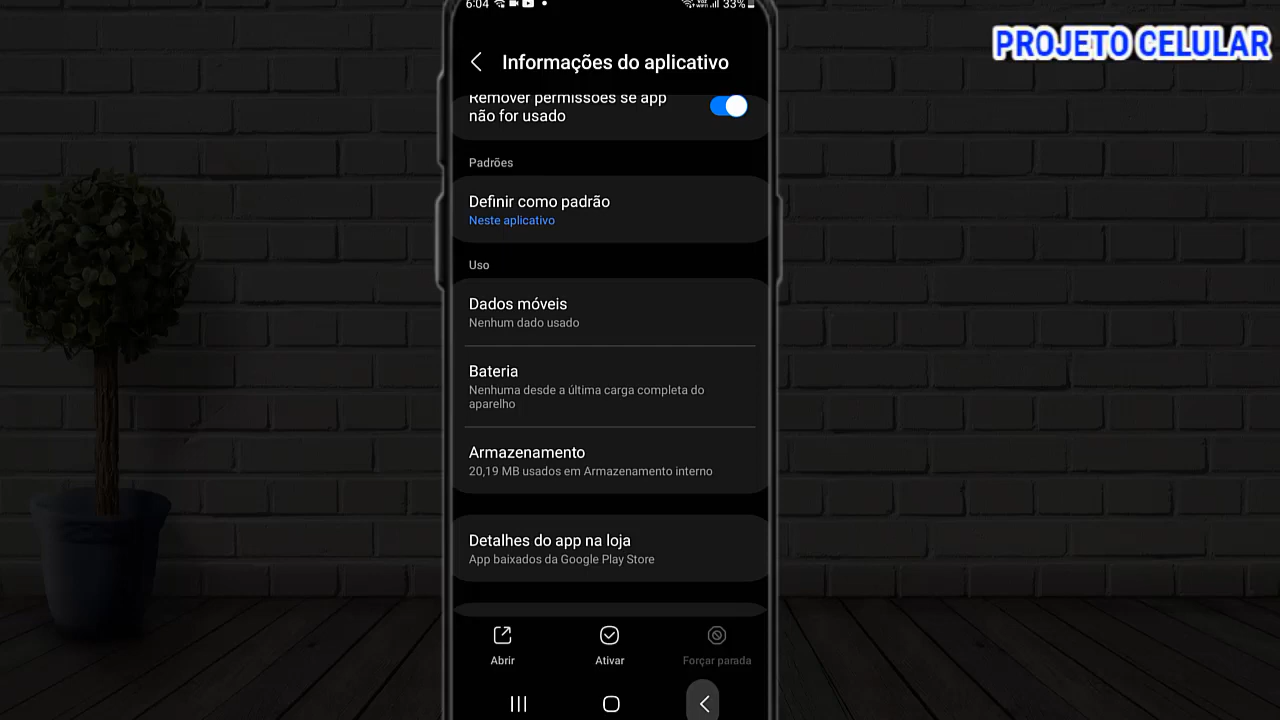 6:04
33%
PROJETO CELULAR
Informações do aplicativo
Remover permissões se app
não for usado
Padrões
Definir como padrão
Neste aplicativo
Uso
Dados móveis
Nenhum dado usado
Bateria
Nenhuma desde a última carga completa do
aparelho
Armazenamento
20,19 MB usados em Armazenamento interno
Detalhes do app na loja
App baixados da Google Play Store
Abrir
Ativar
Forçar parada